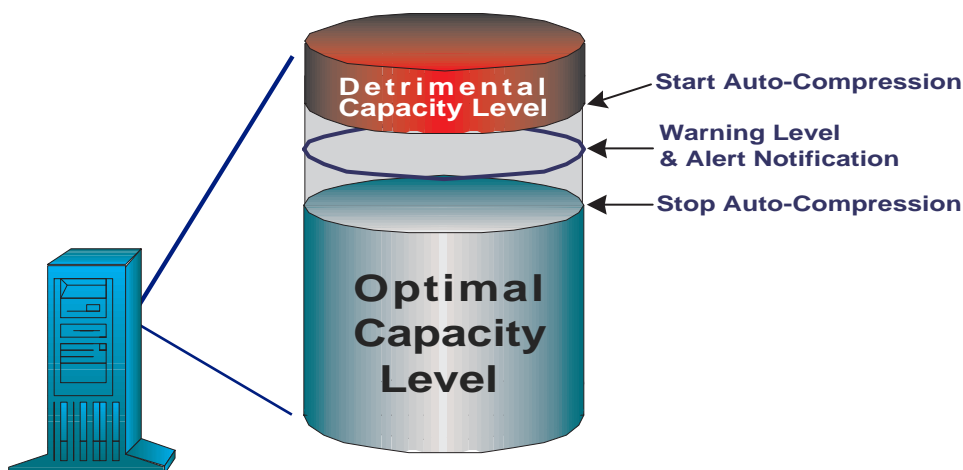 Detrimental
Capacity Level
Start Auto-Compression
Warning Level
& Alert Notification
Stop Auto-Compression
Optimal
Capacity
Level